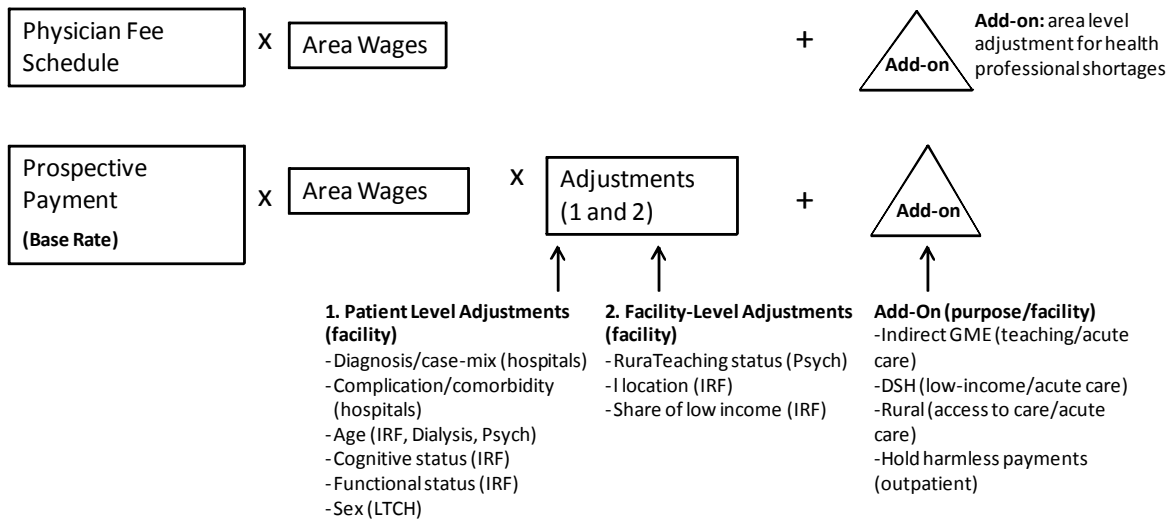 Physician Fee
Schedule
x
Area Wages
+
Add-on
Add-on: area level
adjustment for health
professional shortages
Prospective
Payment
(Base Rate)
x
Area Wages
x
Adjustments
(1 and 2)
+
Add-on
1. Patient Level Adjustments
(facility)
-Diagnosis/case-mix (hospitals)
-Complication/comorbidity
(hospitals)
-Age (IRF, Dialysis, Psych)
-Cognitive status (IRF)
-Functional status (IRF)
-Sex (LTCH)
2. Facility-Level Adjustments
(facility)
-RuraTeaching status (Psych)
-l location (IRF)
-Share of low income (IRF)
Add-On (purpose/facility)
-Indirect GME (teaching/acute
care)
-DSH (low-income/acute care)
-Rural (access to care/acute
care)
-Hold harmless payments
(outpatient)